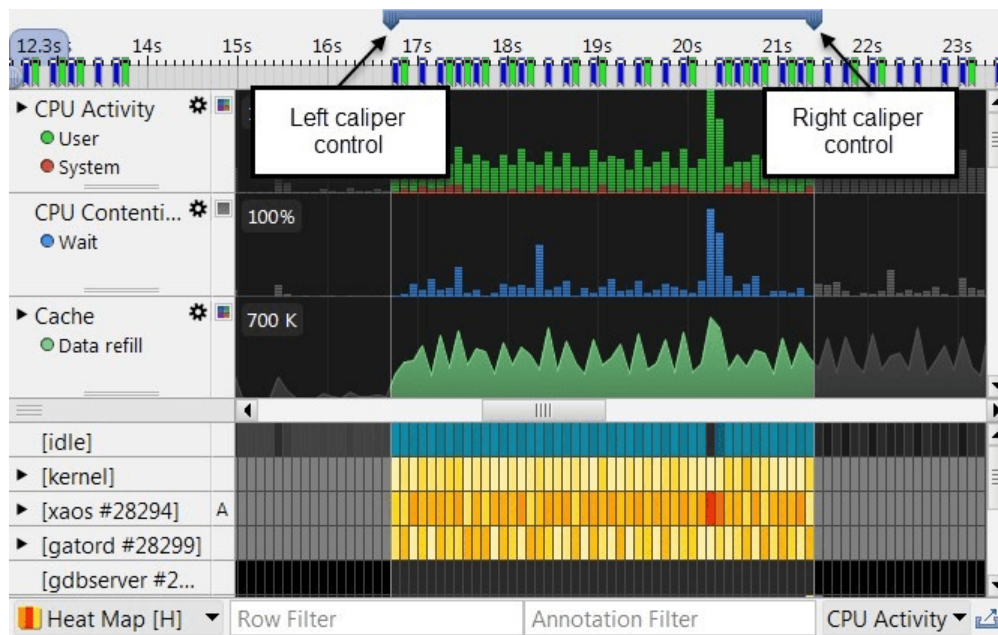 12.3s 14s 15s 16s 17s 18s 19s 20s 21s 22s 23s
Left caliper
control
Right caliper
control
CPU Activity
User
System
CPU Contenti...
Wait
100%
Cache
Data refill
700 K
[idle]
[kernel]
[xaos #28294] A
[gatord #28299]
[gdbserver #2...
Heat Map [H] Row Filter Annotation Filter CPU Activity